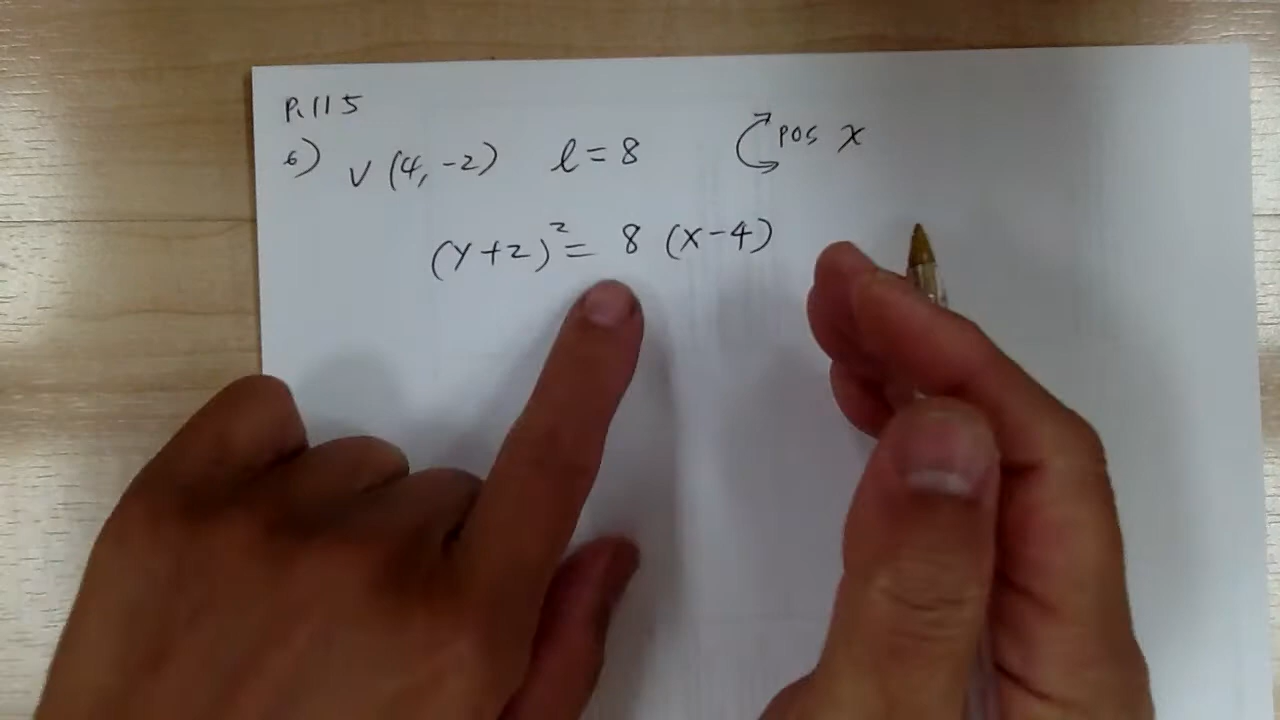 P.115
6) V (4, -2) l = 8 pos x
(y+2)² = 8 (x-4)